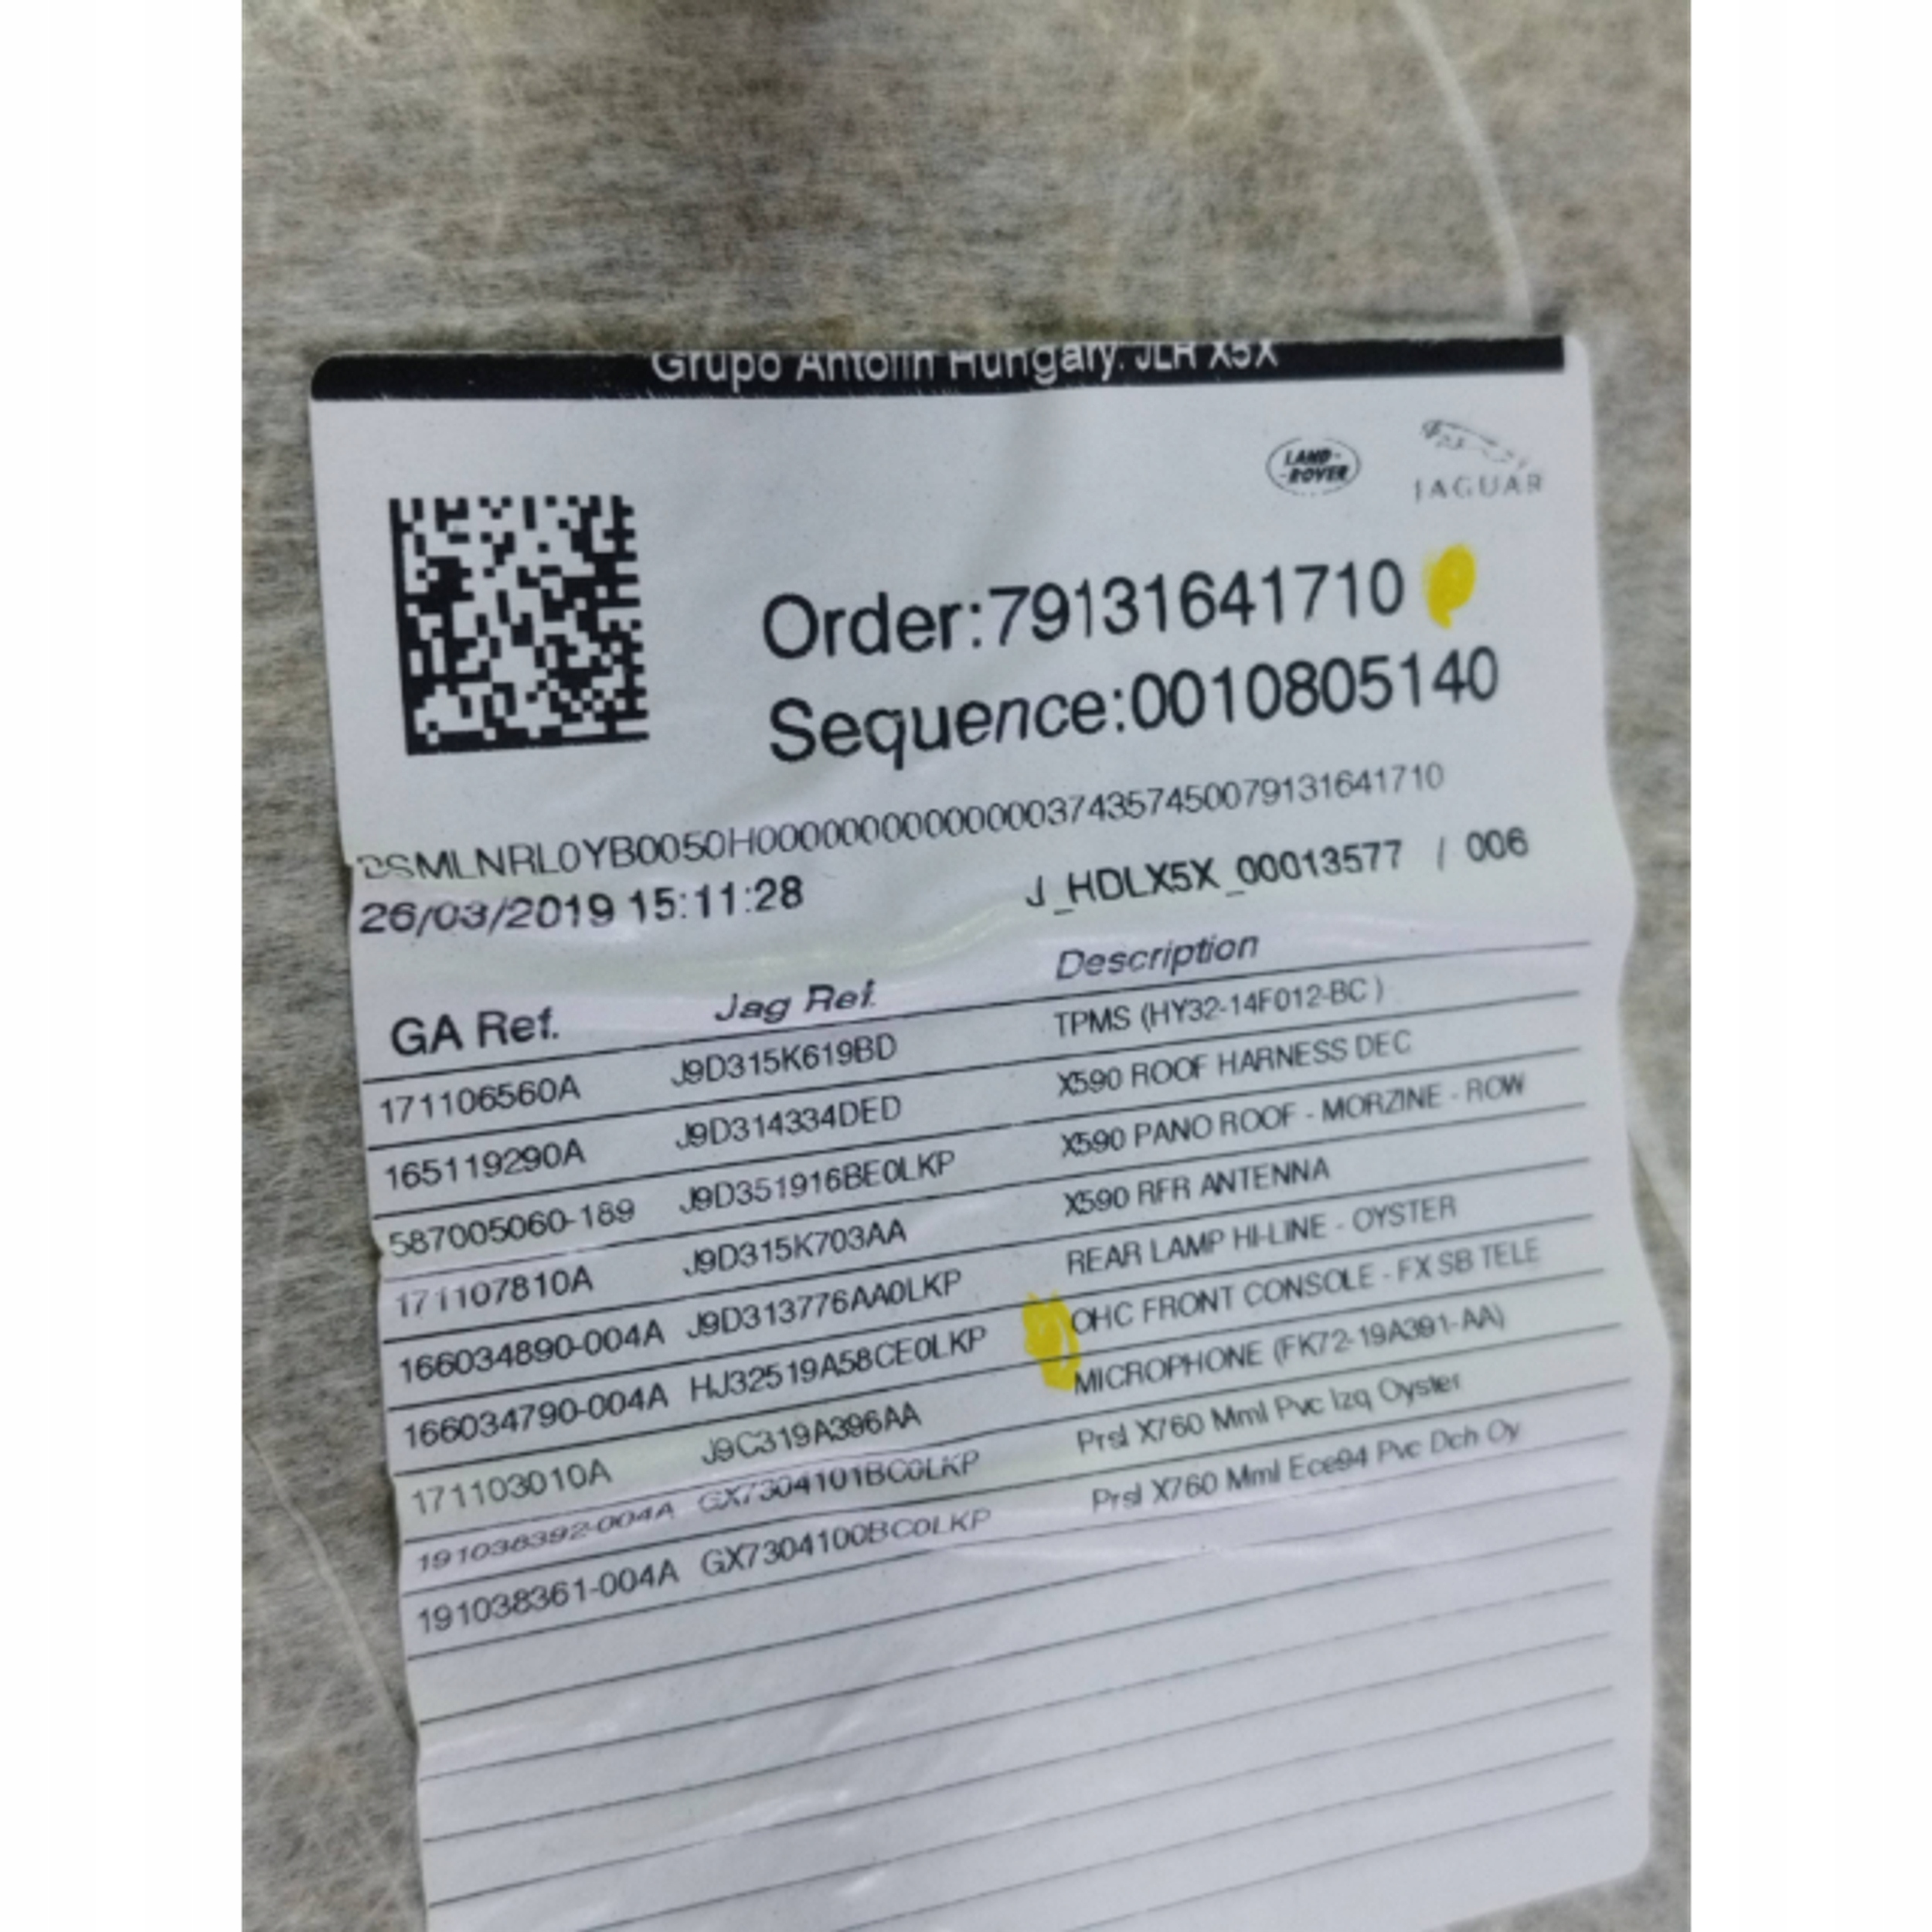 Grupo Antolin Hungary. JLR X5X
LAND-
-ROVER
JAGUAR
Order:79131641710
Sequence:0010805140
DSMLNRL0YB0050H00000000000000374357450079131641710
26/03/2019 15:11:28 J_HDLX5X_00013577 / 006
GA Ref. Jag Ref. Description
171106560A J9D315K619BD TPMS (HY32-14F012-BC )
165119290A J9D314334DED X590 ROOF HARNESS DEC
587005060-189 J9D351916BE0LKP X590 PANO ROOF - MORZINE - ROW
171107810A J9D315K703AA X590 RFR ANTENNA
166034890-004A J9D313776AA0LKP REAR LAMP HI-LINE - OYSTER
166034790-004A HJ32519A58CE0LKP OHC FRONT CONSOLE - FX SB TELE
171103010A J9C319A396AA MICROPHONE (FK72-19A391-AA)
191038392-004A GX7304101BC0LKP Prsl X760 Mml Pvc Izq Oyster
191038361-004A GX7304100BC0LKP Prsl X760 Mml Ece94 Pvc Dch Oy